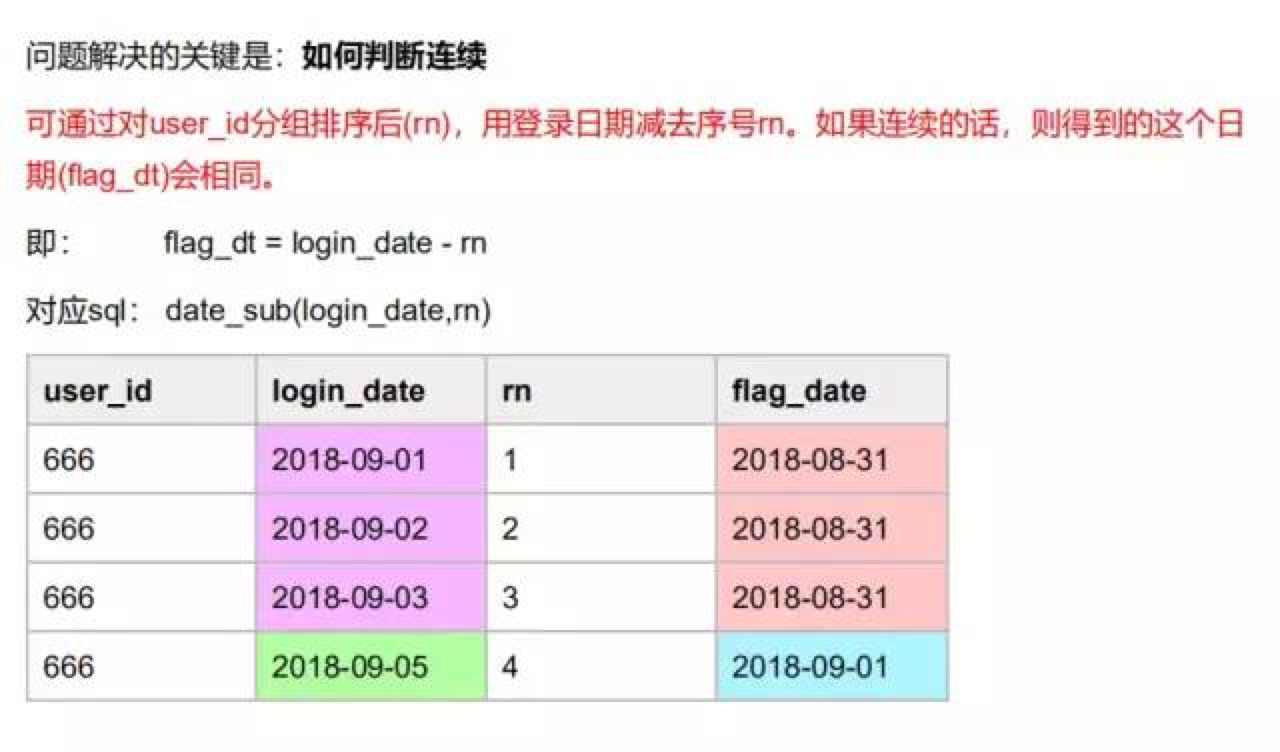 问题解决的关键是：如何判断连续
可通过对user_id分组排序后(rn)，用登录日期减去序号rn。如果连续的话，则得到的这个日
期(flag_dt)会相同。
即： flag_dt = login_date - rn
对应sql： date_sub(login_date,rn)
user_id login_date rn flag_date
666 2018-09-01 1 2018-08-31
666 2018-09-02 2 2018-08-31
666 2018-09-03 3 2018-08-31
666 2018-09-05 4 2018-09-01